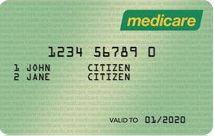 medicare
1234 56789 0
1 JOHN CITIZEN
2 JANE CITIZEN
VALID TO 01/2020